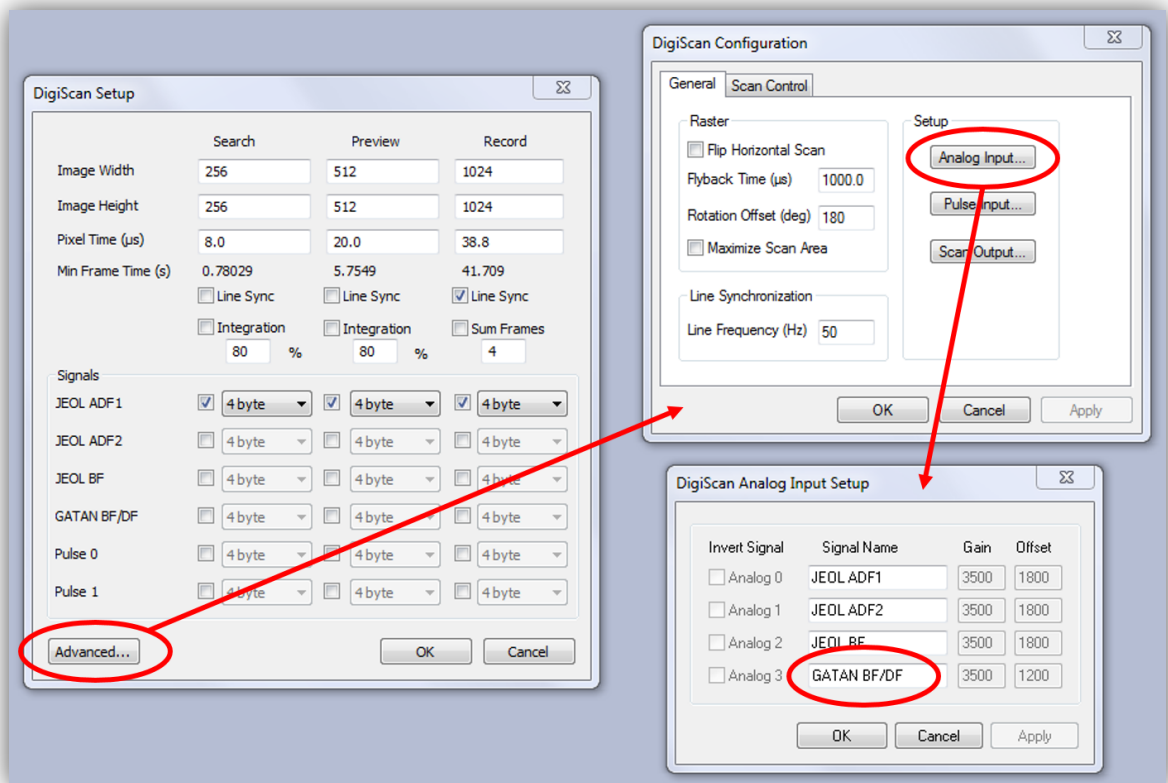 DigiScan Setup
Search Preview Record
Image Width 256 512 1024
Image Height 256 512 1024
Pixel Time (µs) 8.0 20.0 38.8
Min Frame Time (s) 0.78029 5.7549 41.709
Line Sync Line Sync Line Sync
Integration Integration Sum Frames
80 % 80 % 4
Signals
JEOL ADF1 4 byte 4 byte 4 byte
JEOL ADF2 4 byte 4 byte 4 byte
JEOL BF 4 byte 4 byte 4 byte
GATAN BF/DF 4 byte 4 byte 4 byte
Pulse 0 4 byte 4 byte 4 byte
Pulse 1 4 byte 4 byte 4 byte
Advanced... OK Cancel
DigiScan Configuration
General Scan Control
Raster
Flip Horizontal Scan
Flyback Time (µs) 1000.0
Rotation Offset (deg) 180
Maximize Scan Area
Line Synchronization
Line Frequency (Hz) 50
Setup
Analog Input...
Pulse Input...
Scan Output...
OK Cancel Apply
DigiScan Analog Input Setup
Invert Signal Signal Name Gain Offset
Analog 0 JEOL ADF1 3500 1800
Analog 1 JEOL ADF2 3500 1800
Analog 2 JEOL BF 3500 1800
Analog 3 GATAN BF/DF 3500 1200
OK Cancel Apply